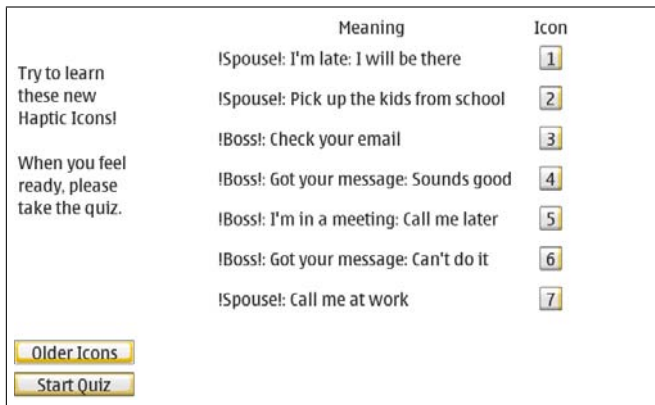 Meaning Icon
Try to learn
these new
Haptic Icons!
When you feel
ready, please
take the quiz.
!Spouse!: I'm late: I will be there 1
!Spouse!: Pick up the kids from school 2
!Boss!: Check your email 3
!Boss!: Got your message: Sounds good 4
!Boss!: I'm in a meeting: Call me later 5
!Boss!: Got your message: Can't do it 6
!Spouse!: Call me at work 7
Older Icons
Start Quiz